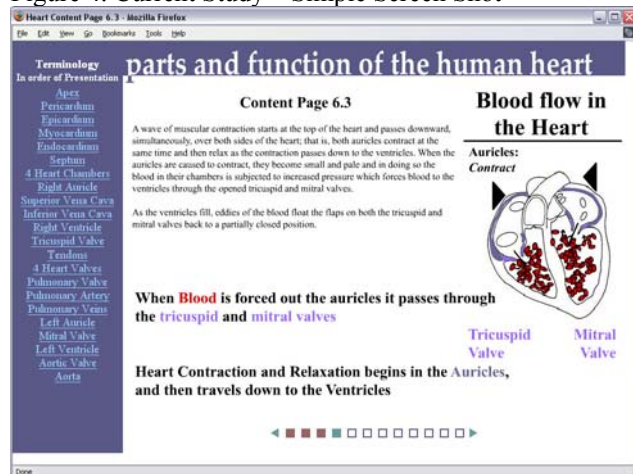 Figure 4. Current Study – Simple Screen Shot
Heart Content Page 6.3 - Mozilla Firefox
File Edit View Go Bookmarks Tools Help
parts and function of the human heart
Terminology
In order of Presentation
Apex
Pericardium
Epicardium
Myocardium
Endocardium
Septum
4 Heart Chambers
Right Auricle
Superior Vena Cava
Inferior Vena Cava
Right Ventricle
Tricuspid Valve
Tendons
4 Heart Valves
Pulmonary Valve
Pulmonary Artery
Pulmonary Veins
Left Auricle
Mitral Valve
Left Ventricle
Aortic Valve
Aorta
Content Page 6.3
A wave of muscular contraction starts at the top of the heart and passes downward,
simultaneously, over both sides of the heart; that is, both auricles contract at the
same time and then relax as the contraction passes down to the ventricles. When the
auricles are caused to contract, they become small and pale and in doing so the
blood in their chambers is subjected to increased pressure which forces blood to the
ventricles through the opened tricuspid and mitral valves.
As the ventricles fill, eddies of the blood float the flaps on both the tricuspid and
mitral valves back to a partially closed position.
When Blood is forced out the auricles it passes through
the tricuspid and mitral valves
Heart Contraction and Relaxation begins in the Auricles,
and then travels down to the Ventricles
Blood flow in
the Heart
Auricles:
Contract
Tricuspid Mitral
Valve Valve
Done